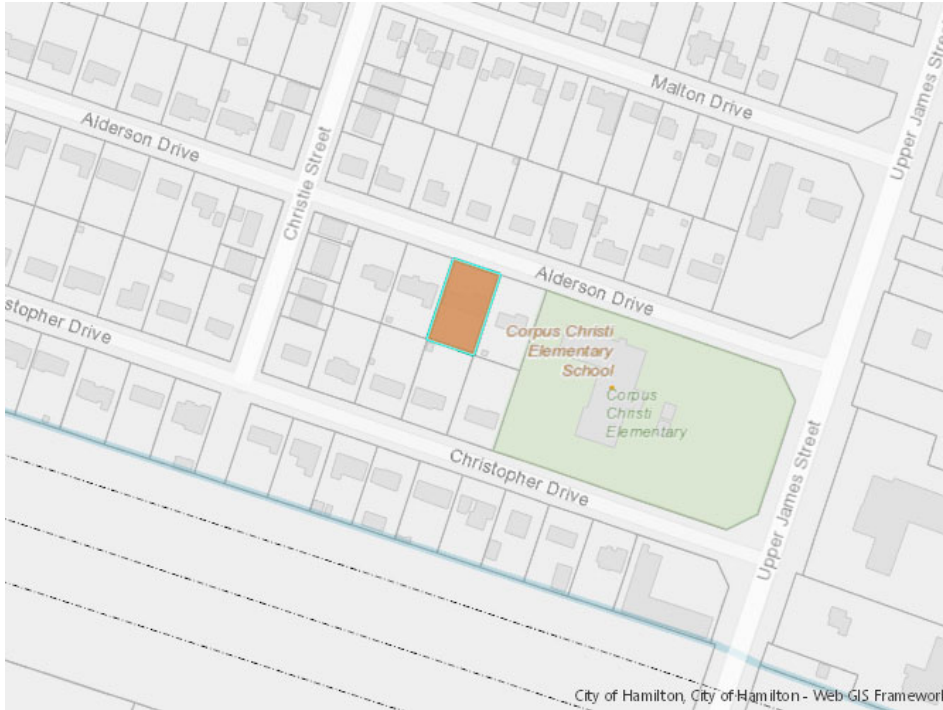 Malton Drive
Upper James Street
Alderson Drive
Christie Street
Alderson Drive
stopher Drive
Corpus Christi
Elementary
School
Corpus
Christi
Elementary
Christopher Drive
Upper James Street
City of Hamilton, City of Hamilton - Web GIS Framework